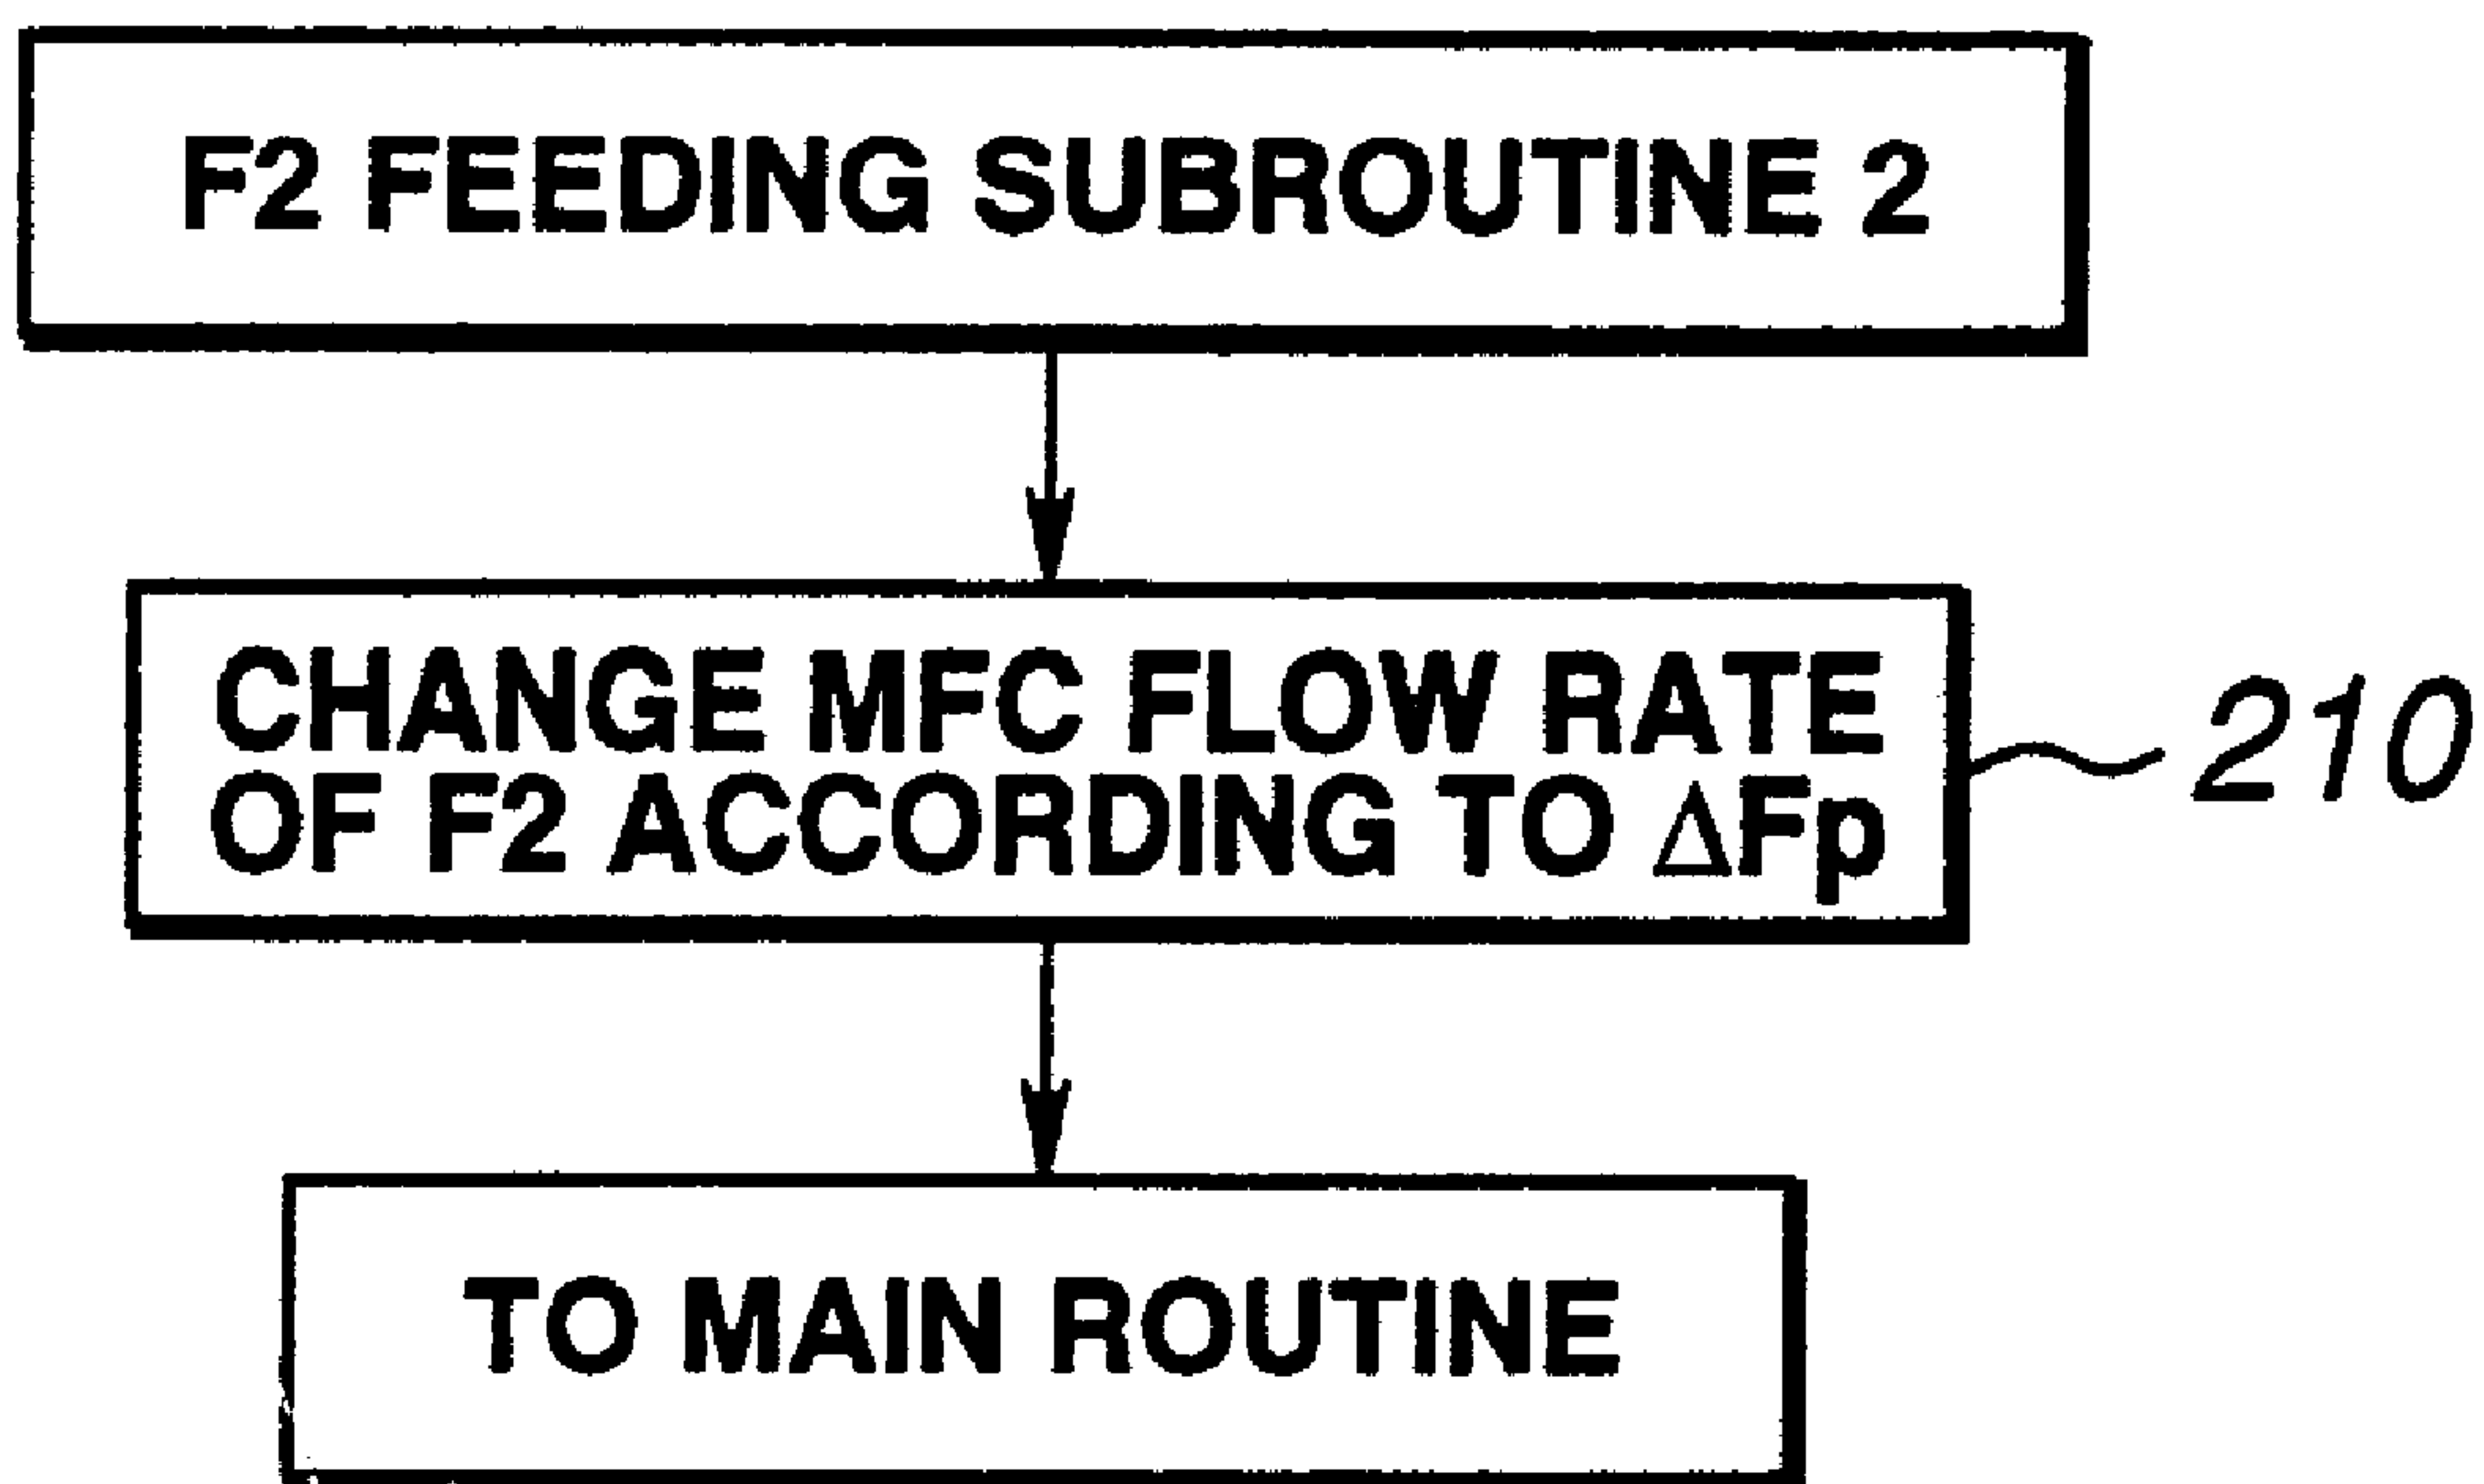 F2 FEEDING SUBROUTINE 2
CHANGE MFC FLOW RATE
OF F2 ACCORDING TO ΔFp
210
TO MAIN ROUTINE